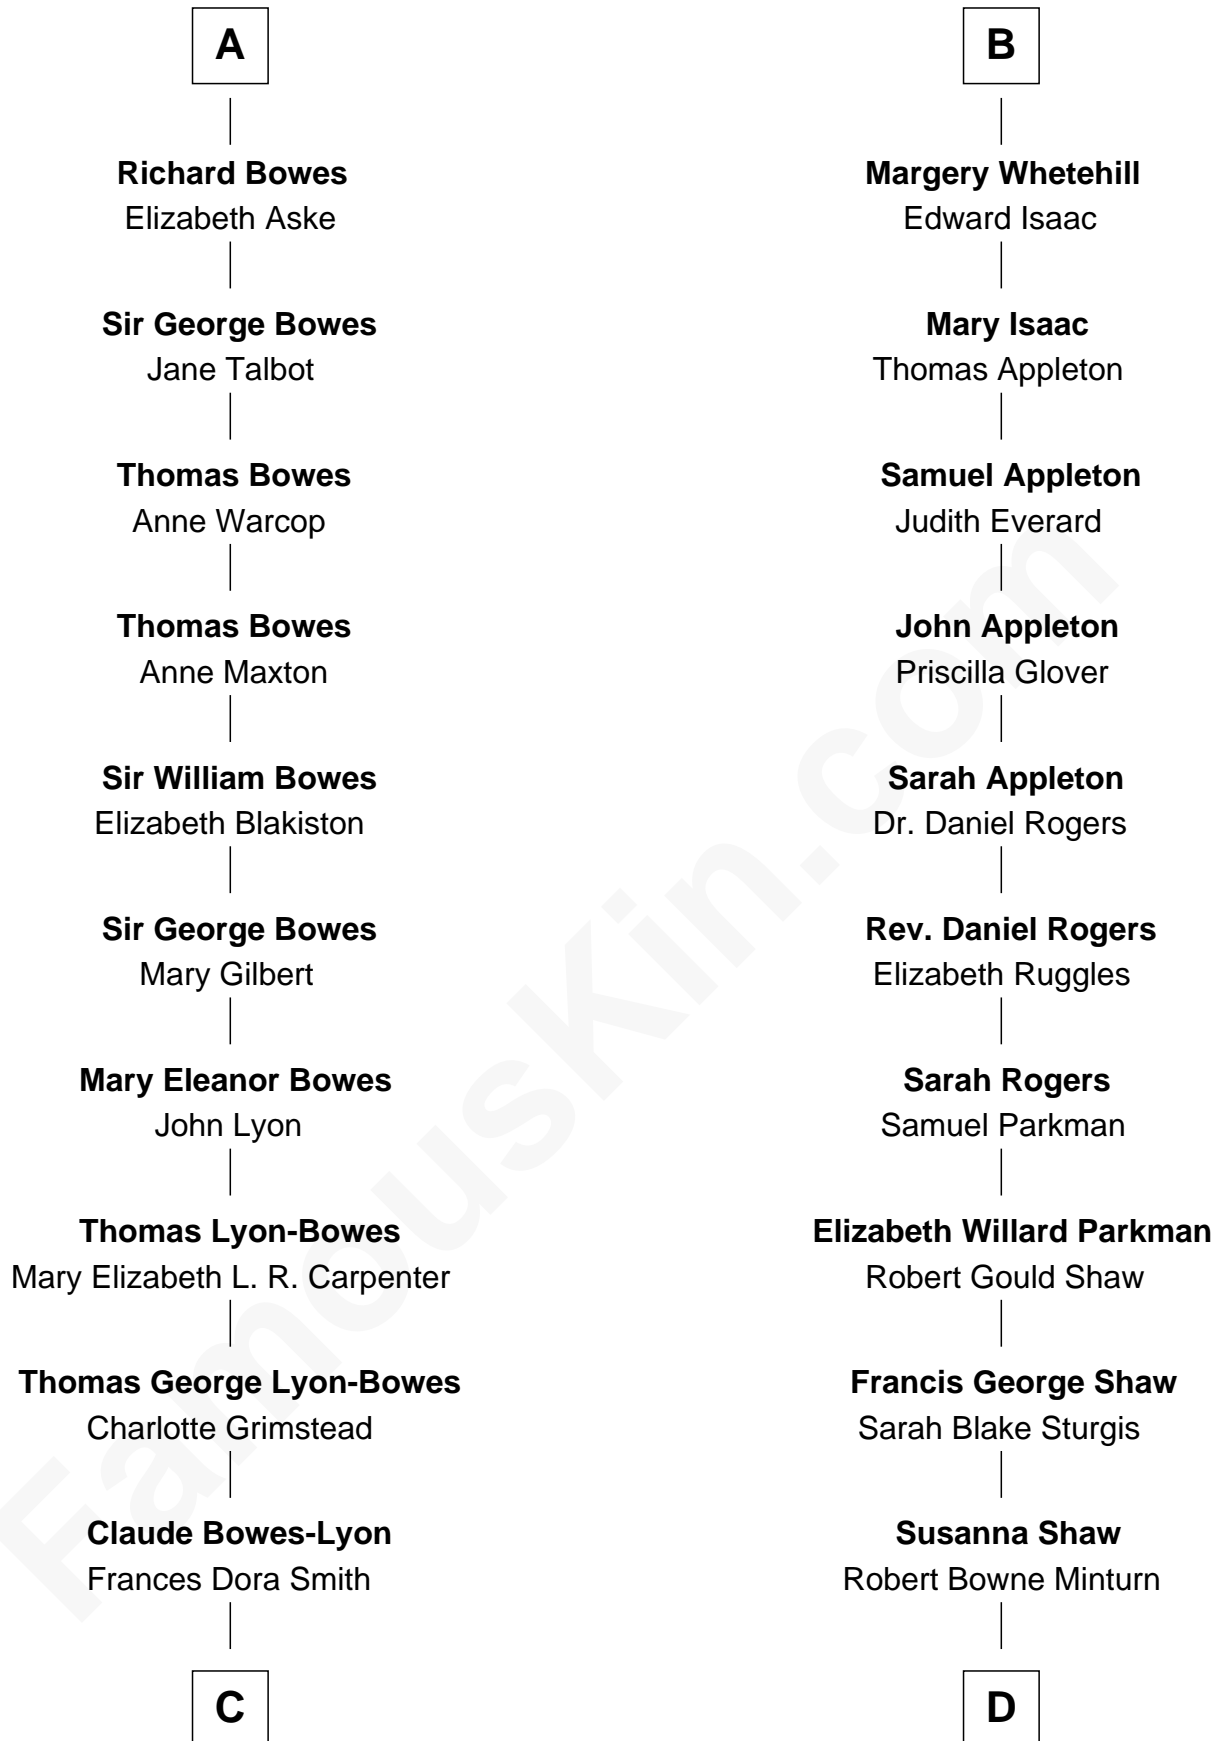 A
Richard Bowes
Elizabeth Aske
Sir George Bowes
Jane Talbot
Thomas Bowes
Anne Warcop
Thomas Bowes
Anne Maxton
Sir William Bowes
Elizabeth Blakiston
Sir George Bowes
Mary Gilbert
Mary Eleanor Bowes
John Lyon
Thomas Lyon-Bowes
Mary Elizabeth L. R. Carpenter
Thomas George Lyon-Bowes
Charlotte Grimstead
Claude Bowes-Lyon
Frances Dora Smith
C
B
Margery Whetehill
Edward Isaac
Mary Isaac
Thomas Appleton
Samuel Appleton
Judith Everard
John Appleton
Priscilla Glover
Sarah Appleton
Dr. Daniel Rogers
Rev. Daniel Rogers
Elizabeth Ruggles
Sarah Rogers
Samuel Parkman
Elizabeth Willard Parkman
Robert Gould Shaw
Francis George Shaw
Sarah Blake Sturgis
Susanna Shaw
Robert Bowne Minturn
D
FamousKin.com